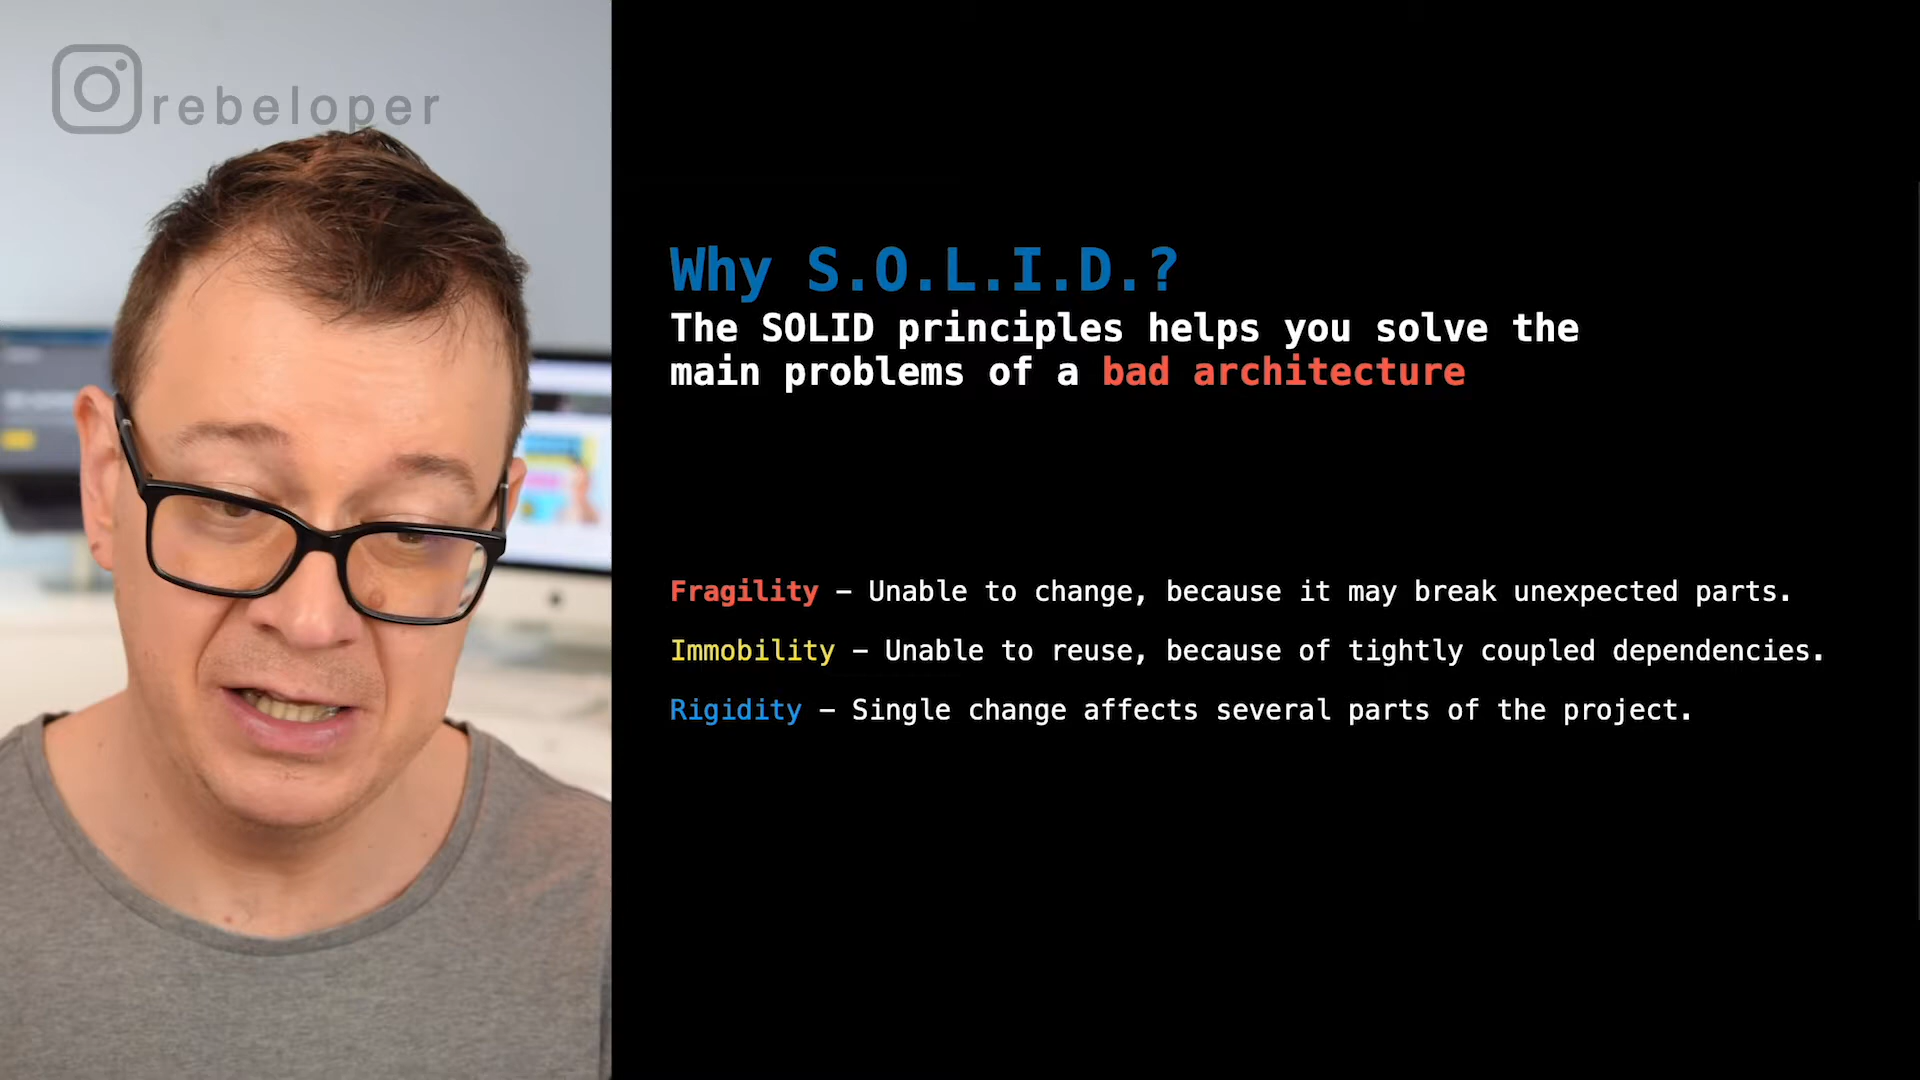 rebeloper
Why S.O.L.I.D.?
The SOLID principles helps you solve the
main problems of a bad architecture
Fragility – Unable to change, because it may break unexpected parts.
Immobility – Unable to reuse, because of tightly coupled dependencies.
Rigidity – Single change affects several parts of the project.